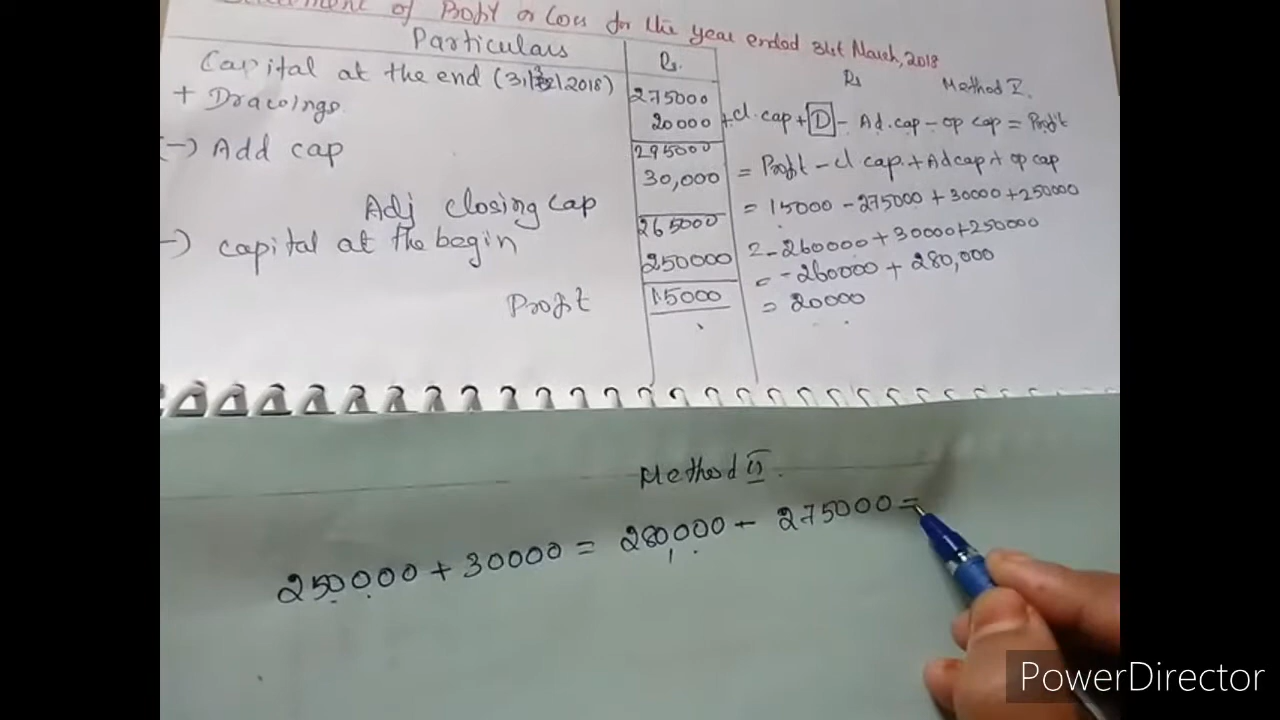 Statement of Profit or Loss for the year ended 31st March, 2018
Particulars Rs.
Capital at the end (31/3/2018) 275000
+ Drawings 20000
295000
(-) Add cap 30,000
Adj closing cap 265000
-) capital at the begin 250000
Profit 15000
Rs Method I.
+cl. cap + D - Ad. cap - op cap = Profit
= Profit - cl cap. + Ad cap + op cap
= 15000 - 275000 + 30000 + 250000
= - 260000 + 30000 + 250000
= - 260000 + 280,000
= 20000
Method II.
250000 + 30000 = 280,000 - 275000 =
PowerDirector